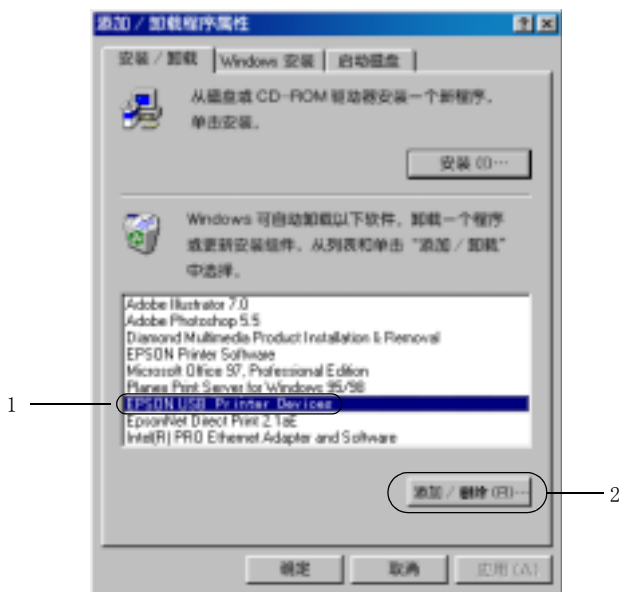 添加 / 卸载程序属性
安装 / 卸载 Windows 安装 启动磁盘
从磁盘或 CD-ROM 驱动器安装一个新程序,
单击安装.
安装 (I)…
Windows 可自动卸载以下软件, 卸载一个程序
或更新安装组件, 从列表和单击 “添加 / 卸载”
中选择.
Adobe Illustrator 7.0
Adobe Photoshop 5.5
Diamond Multimedia Product Installation & Removal
EPSON Printer Software
Microsoft Office 97, Professional Edition
Planex Print Server for Windows 95/98
1
EPSON USB Printer Devices
EpsonNet Direct Print 2.1aE
Intel(R) PRO Ethernet Adapter and Software
添加 / 删除 (R)…
2
确定 取消 应用 (A)